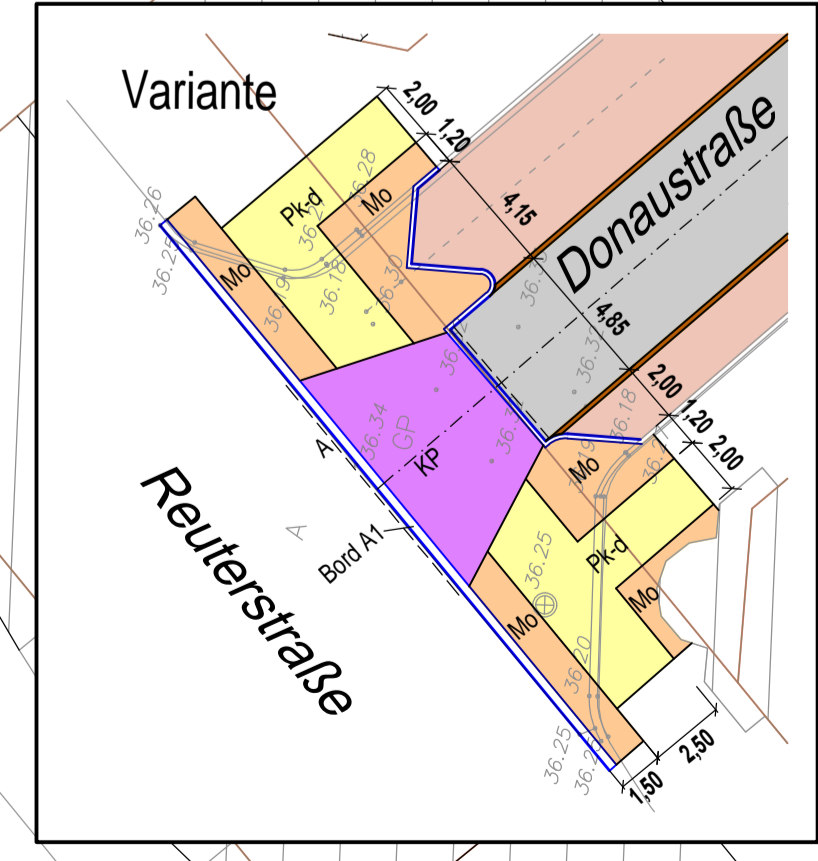 Variante
2,00
1,20
4,15
4,85
2,00
1,20
2,00
Donaustraße
36.26
36.25
Mo
Pk-d
Mo
36.28
36.19
36.18
36.30
36.34
GP
KP
A
A
Bord A1
Reuterstraße
36.18
Mo
Pk-d
Mo
36.25
Mo
36.20
36.25
1,50
2,50